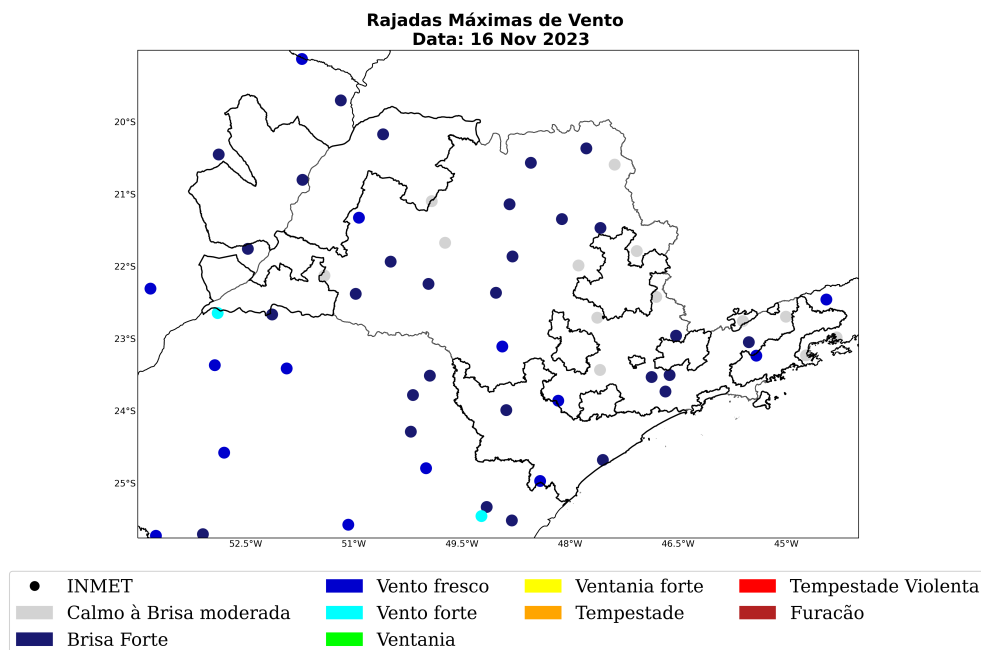 Rajadas Máximas de Vento
Data: 16 Nov 2023
20°S
21°S
22°S
23°S
24°S
25°S
52.5°W
51°W
49.5°W
48°W
46.5°W
45°W
INMET
Calmo à Brisa moderada
Brisa Forte
Vento fresco
Vento forte
Ventania
Ventania forte
Tempestade
Tempestade Violenta
Furacão